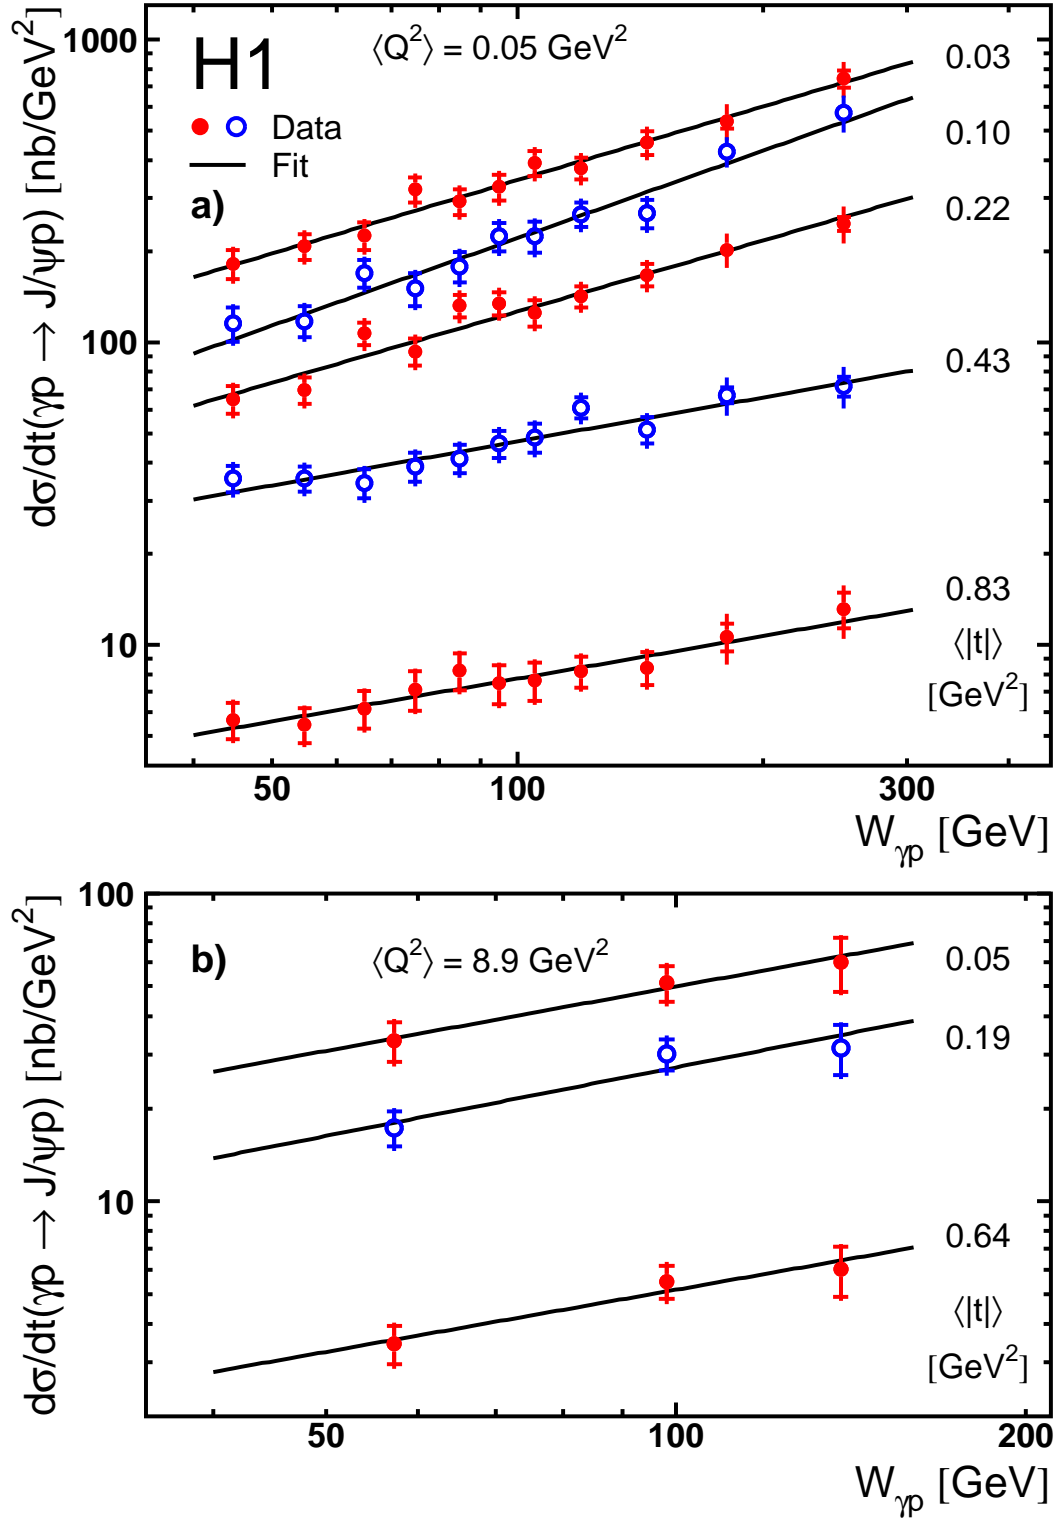 H1
⟨Q²⟩ = 0.05 GeV²
Data
Fit
a)
dσ/dt(γp → J/ψp) [nb/GeV²]
1000
100
10
0.03
0.10
0.22
0.43
0.83
⟨|t|⟩
[GeV²]
50 100 300
W_γp [GeV]
b)
⟨Q²⟩ = 8.9 GeV²
dσ/dt(γp → J/ψp) [nb/GeV²]
100
10
0.05
0.19
0.64
⟨|t|⟩
[GeV²]
50 100 200
W_γp [GeV]